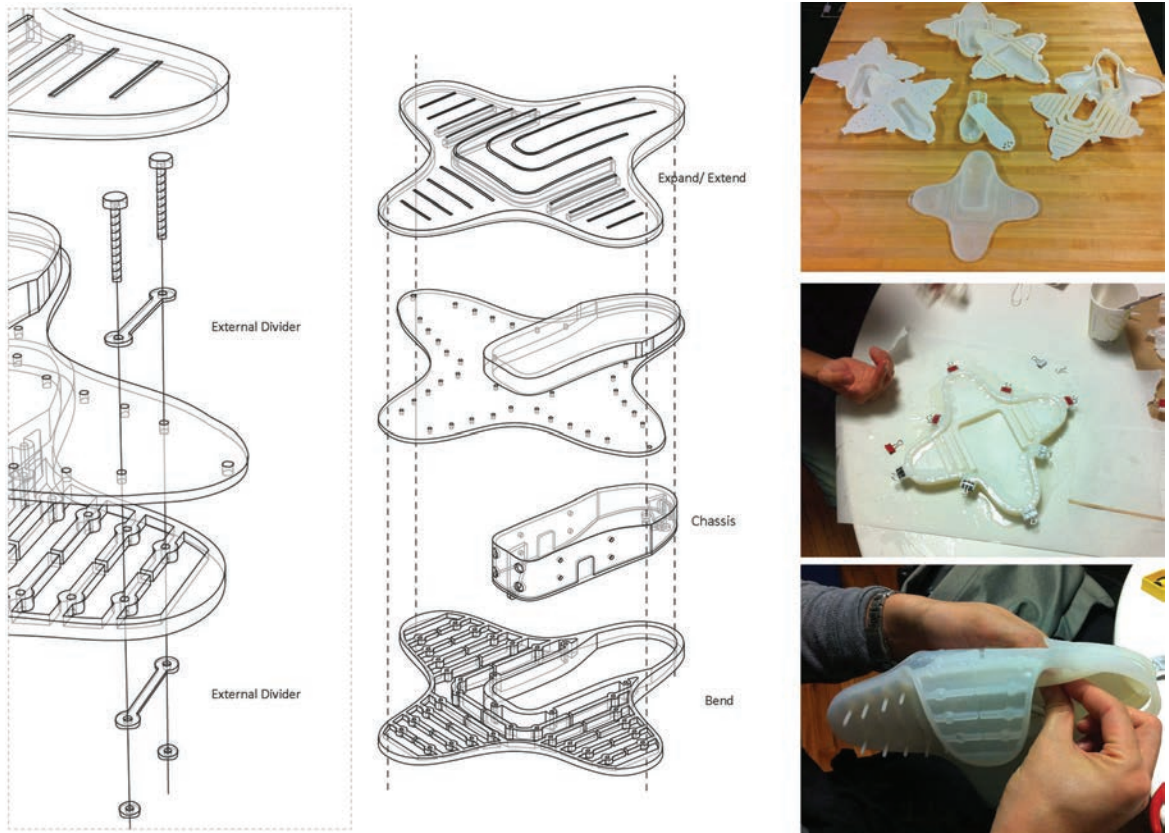 External Divider
External Divider
Expand/ Extend
Chassis
Bend